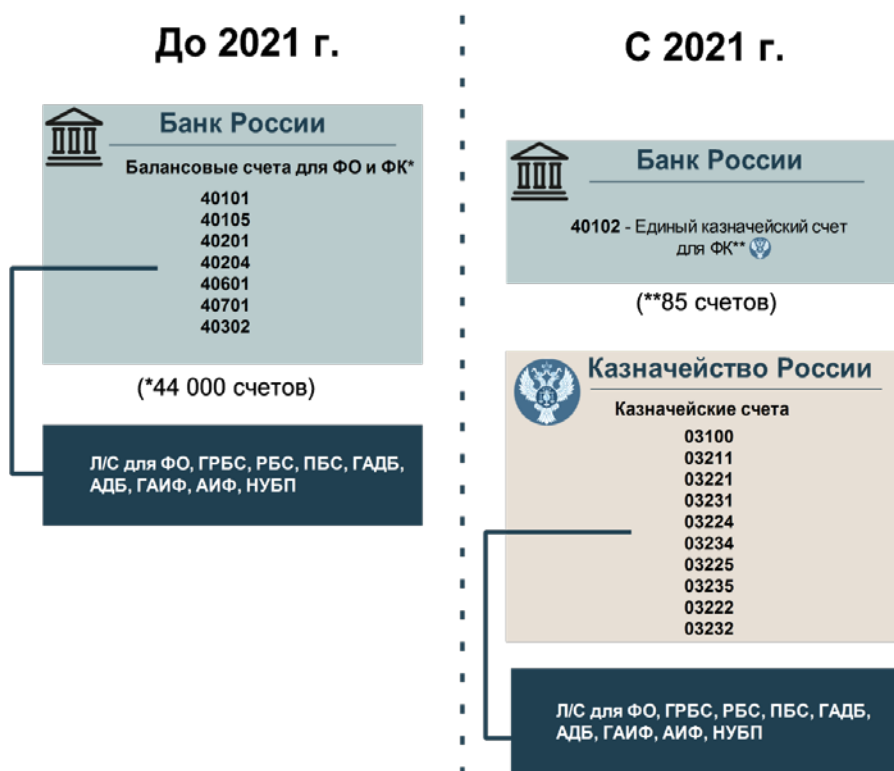 До 2021 г.
Банк России
Балансовые счета для ФО и ФК*
40101
40105
40201
40204
40601
40701
40302
(*44 000 счетов)
Л/С для ФО, ГРБС, РБС, ПБС, ГАДБ,
АДБ, ГАИФ, АИФ, НУБП
С 2021 г.
Банк России
40102 - Единый казначейский счет
для ФК**
(**85 счетов)
Казначейство России
Казначейские счета
03100
03211
03221
03231
03224
03234
03225
03235
03222
03232
Л/С для ФО, ГРБС, РБС, ПБС, ГАДБ,
АДБ, ГАИФ, АИФ, НУБП